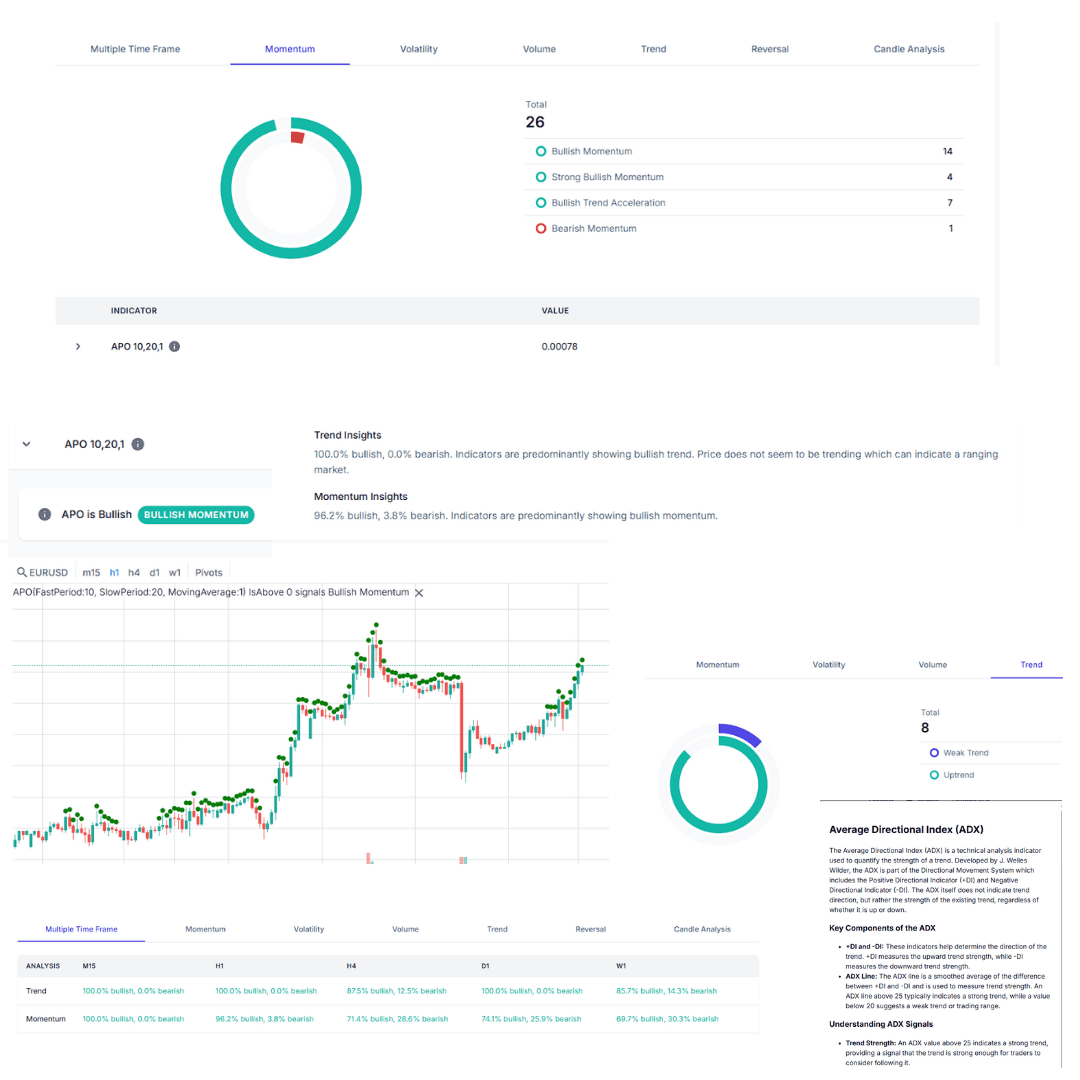 Multiple Time Frame Momentum Volatility Volume Trend Reversal Candle Analysis
Total
26
Bullish Momentum 14
Strong Bullish Momentum 4
Bullish Trend Acceleration 7
Bearish Momentum 1
INDICATOR VALUE
APO 10,20,1 0.00078
APO 10,20,1
APO is Bullish BULLISH MOMENTUM
Trend Insights
100.0% bullish, 0.0% bearish. Indicators are predominantly showing bullish trend. Price does not seem to be trending which can indicate a ranging
market.
Momentum Insights
96.2% bullish, 3.8% bearish. Indicators are predominantly showing bullish momentum.
EURUSD m15 h1 h4 d1 w1 Pivots
APO(FastPeriod:10, SlowPeriod:20, MovingAverage:1) IsAbove 0 signals Bullish Momentum
Momentum Volatility Volume Trend
Total
8
Weak Trend
Uptrend
Average Directional Index (ADX)
The Average Directional Index (ADX) is a technical analysis indicator
used to quantify the strength of a trend. Developed by J. Welles
Wilder, the ADX is part of the Directional Movement System which
includes the Positive Directional Indicator (+DI) and Negative
Directional Indicator (-DI). The ADX itself does not indicate trend
direction, but rather the strength of the existing trend, regardless of
whether it is up or down.
Key Components of the ADX
+DI and -DI: These indicators help determine the direction of the
trend. +DI measures the upward trend strength, while -DI
measures the downward trend strength.
ADX Line: The ADX line is a smoothed average of the difference
between +DI and -DI and is used to measure trend strength. An
ADX line above 25 typically indicates a strong trend, while a value
below 20 suggests a weak trend or trading range.
Understanding ADX Signals
Trend Strength: An ADX value above 25 indicates a strong trend,
providing a signal that the trend is strong enough for traders to
consider following it.
Multiple Time Frame Momentum Volatility Volume Trend Reversal Candle Analysis
ANALYSIS M15 H1 H4 D1 W1
Trend 100.0% bullish, 0.0% bearish 100.0% bullish, 0.0% bearish 87.5% bullish, 12.5% bearish 100.0% bullish, 0.0% bearish 85.7% bullish, 14.3% bearish
Momentum 100.0% bullish, 0.0% bearish 96.2% bullish, 3.8% bearish 71.4% bullish, 28.6% bearish 74.1% bullish, 25.9% bearish 69.7% bullish, 30.3% bearish